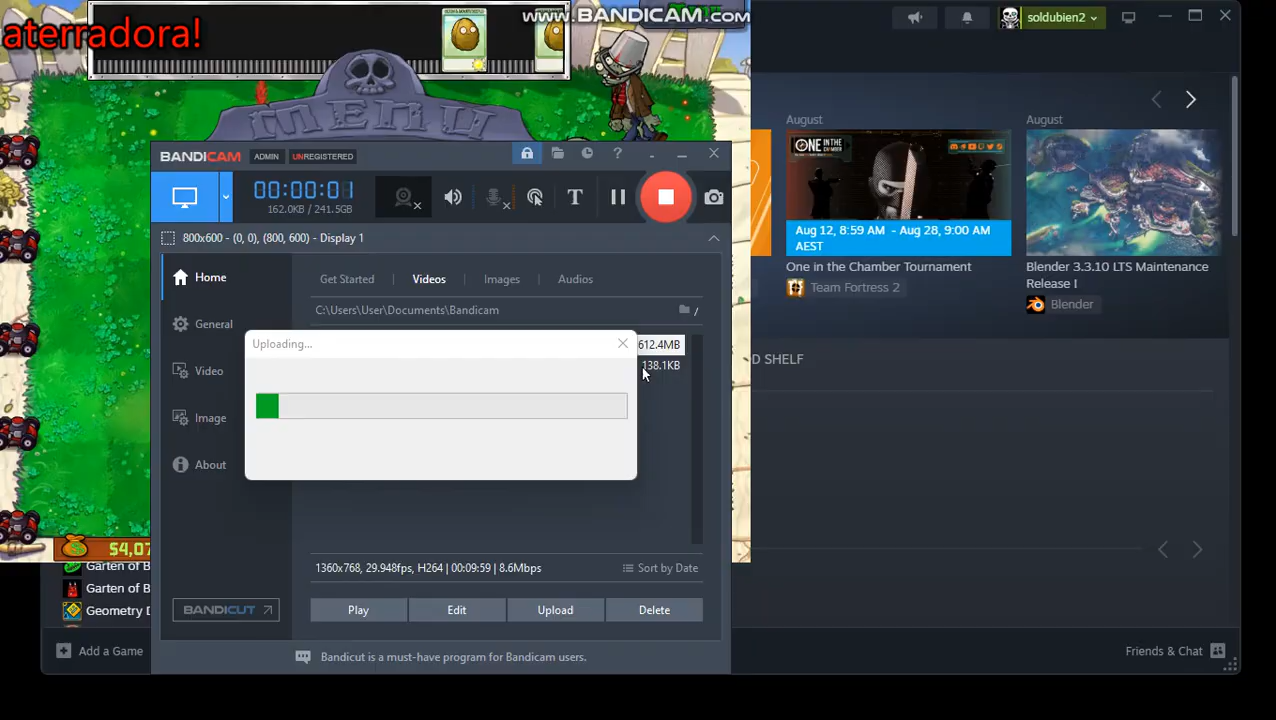 aterradora!
www.BANDICAM.com
MENU
soldubien2
BANDICAM
ADMIN
UNREGISTERED
00:00:01
162.0KB / 241.5GB
T
800x600 - (0, 0), (800, 600) - Display 1
Home
General
Video
Image
About
Get Started
Videos
Images
Audios
C:\Users\User\Documents\Bandicam
/
612.4MB
138.1KB
Uploading...
1360x768, 29.948fps, H264 | 00:09:59 | 8.6Mbps
Sort by Date
BANDICUT
Play
Edit
Upload
Delete
Bandicut is a must-have program for Bandicam users.
August
ONE IN THE CHAMBER
Aug 12, 8:59 AM - Aug 28, 9:00 AM
AEST
One in the Chamber Tournament
Team Fortress 2
August
Blender 3.3.10 LTS Maintenance
Release !
Blender
D SHELF
$4,07
Garten of B
Garten of B
Geometry D
Add a Game
Friends & Chat